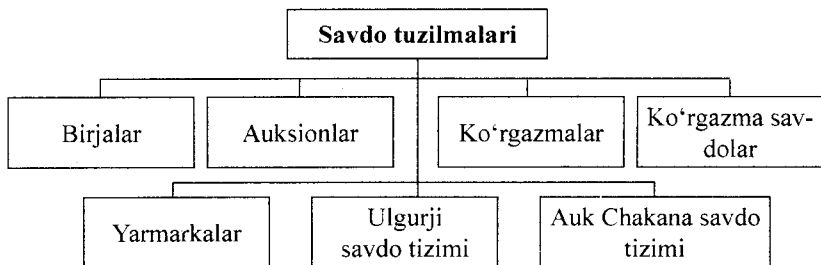 Savdo tuzilmalari
Birjalar
Auksionlar
Ko‘rgazmalar
Ko‘rgazma sav-
dolar
Yarmarkalar
Ulgurji
savdo tizimi
Auk Chakana savdo
tizimi